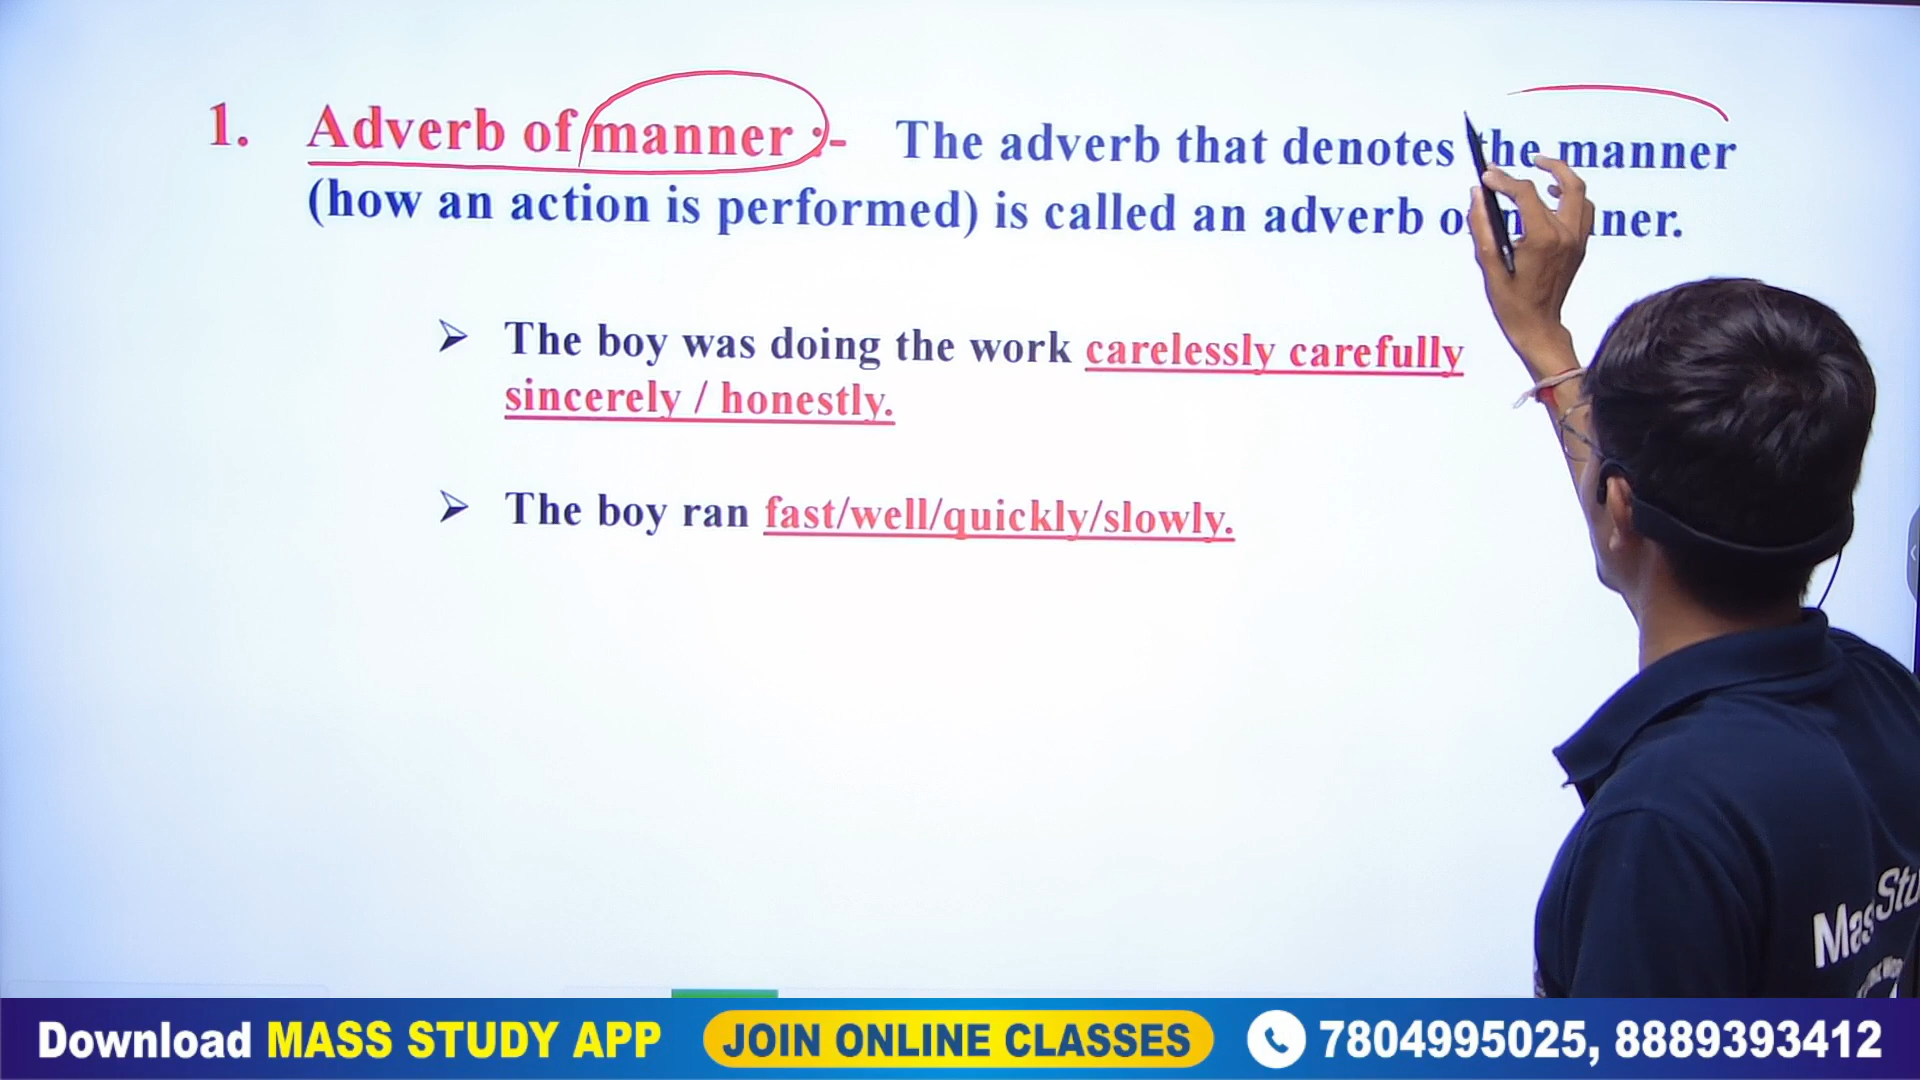 1. Adverb of manner :- The adverb that denotes the manner
(how an action is performed) is called an adverb
The boy was doing the work carelessly carefully
sincerely / honestly.
The boy ran fast/well/quickly/slowly.
Download MASS STUDY APP JOIN ONLINE CLASSES 7804995025, 8889393412